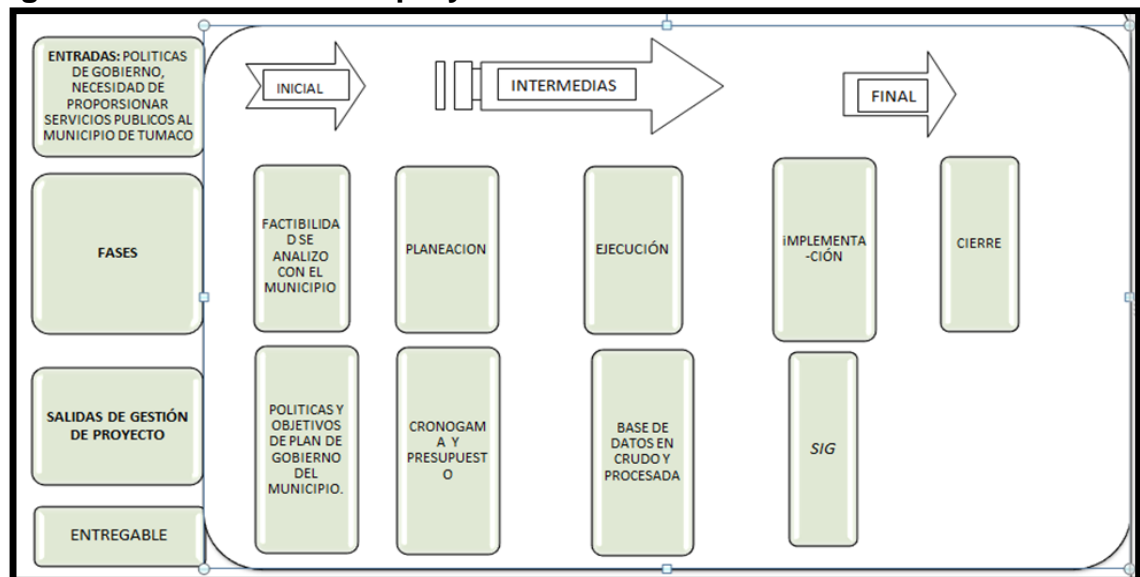 ENTRADAS: POLITICAS
DE GOBIERNO,
NECESIDAD DE
PROPORSIONAR
SERVICIOS PUBLICOS AL
MUNICIPIO DE TUMACO
INICIAL
INTERMEDIAS
FINAL
FASES
FACTIBILIDA
D SE
ANALIZO
CON EL
MUNICIPIO
PLANEACION
EJECUCIÓN
iMPLEMENTA
-CIÓN
CIERRE
SALIDAS DE GESTIÓN
DE PROYECTO
POLITICAS Y
OBJETIVOS
DE PLAN DE
GOBIERNO
DEL
MUNICIPIO.
CRONOGAM
A Y
PRESUPUEST
O
BASE DE
DATOS EN
CRUDO Y
PROCESADA
SIG
ENTREGABLE